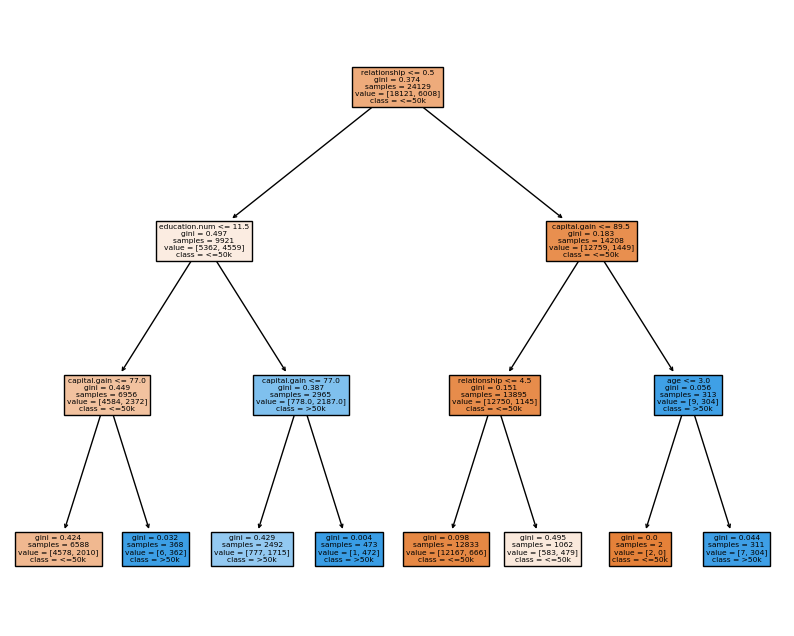 relationship <= 0.5
gini = 0.374
samples = 24129
value = [18121, 6008]
class = <=50k
education.num <= 11.5
gini = 0.497
samples = 9921
value = [5362, 4559]
class = <=50k
capital.gain <= 89.5
gini = 0.183
samples = 14208
value = [12759, 1449]
class = <=50k
capital.gain <= 77.0
gini = 0.449
samples = 6956
value = [4584, 2372]
class = <=50k
capital.gain <= 77.0
gini = 0.387
samples = 2965
value = [778.0, 2187.0]
class = >50k
relationship <= 4.5
gini = 0.151
samples = 13895
value = [12750, 1145]
class = <=50k
age <= 3.0
gini = 0.056
samples = 313
value = [9, 304]
class = >50k
gini = 0.424
samples = 6588
value = [4578, 2010]
class = <=50k
gini = 0.032
samples = 368
value = [6, 362]
class = >50k
gini = 0.429
samples = 2492
value = [777, 1715]
class = >50k
gini = 0.004
samples = 473
value = [1, 472]
class = >50k
gini = 0.098
samples = 12833
value = [12167, 666]
class = <=50k
gini = 0.495
samples = 1062
value = [583, 479]
class = <=50k
gini = 0.0
samples = 2
value = [2, 0]
class = <=50k
gini = 0.044
samples = 311
value = [7, 304]
class = >50k